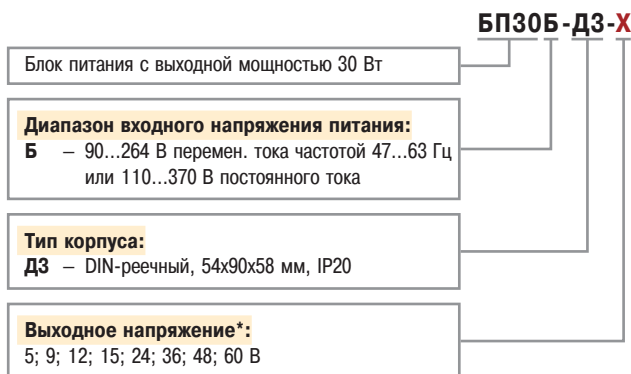 БП30Б-Д3-Х
Блок питания с выходной мощностью 30 Вт
Диапазон входного напряжения питания:
Б – 90...264 В перемен. тока частотой 47...63 Гц
или 110...370 В постоянного тока
Тип корпуса:
Д3 – DIN-реечный, 54х90х58 мм, IP20
Выходное напряжение*:
5; 9; 12; 15; 24; 36; 48; 60 В